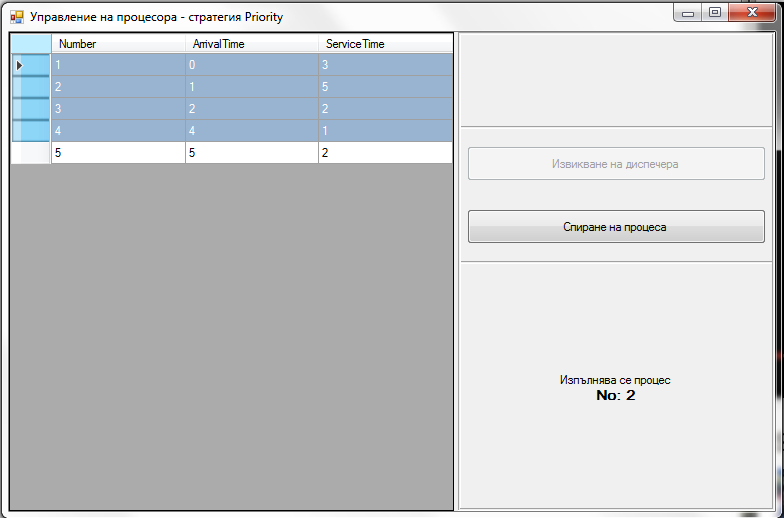 Управление на процесора - стратегия Priority
Number ArrivalTime ServiceTime
1 0 3
2 1 5
3 2 2
4 4 1
5 5 2
Извикване на диспечера
Спиране на процеса
Изпълнява се процес
No: 2